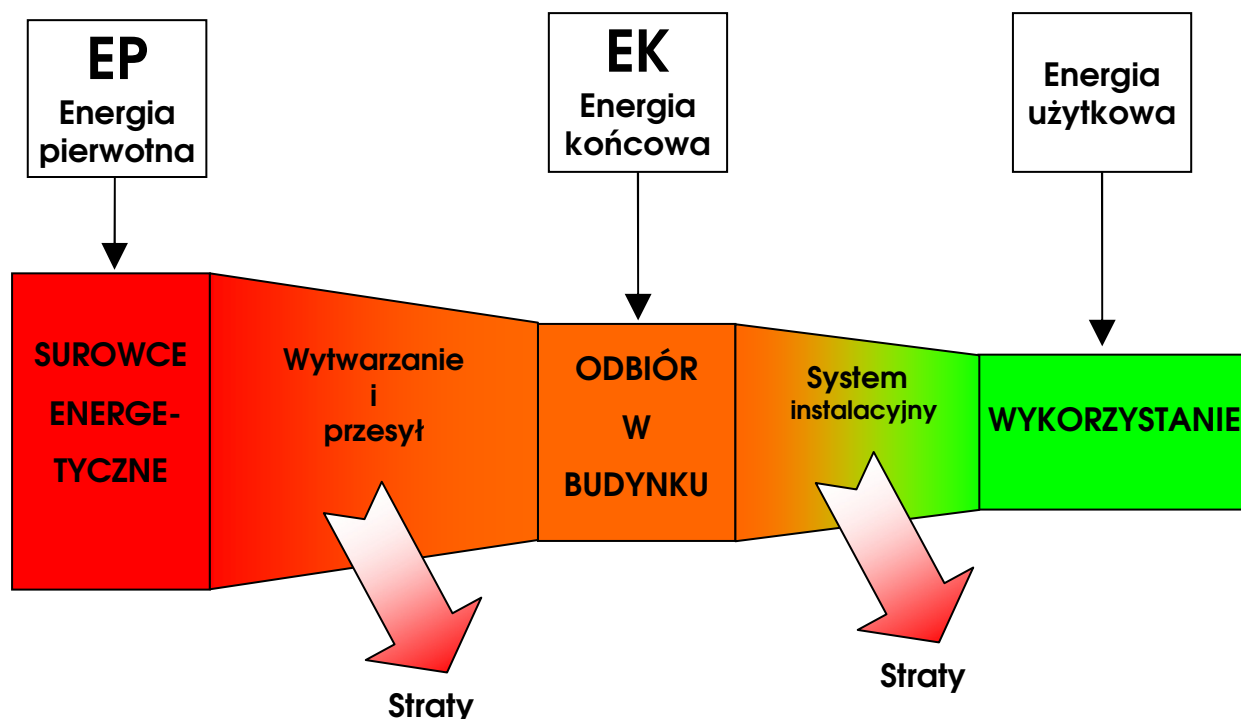 EP
Energia
pierwotna
EK
Energia
końcowa
Energia
użytkowa
SUROWCE
ENERGE-
TYCZNE
Wytwarzanie
i
przesył
ODBIÓR
W
BUDYNKU
System
instalacyjny
WYKORZYSTANIE
Straty
Straty